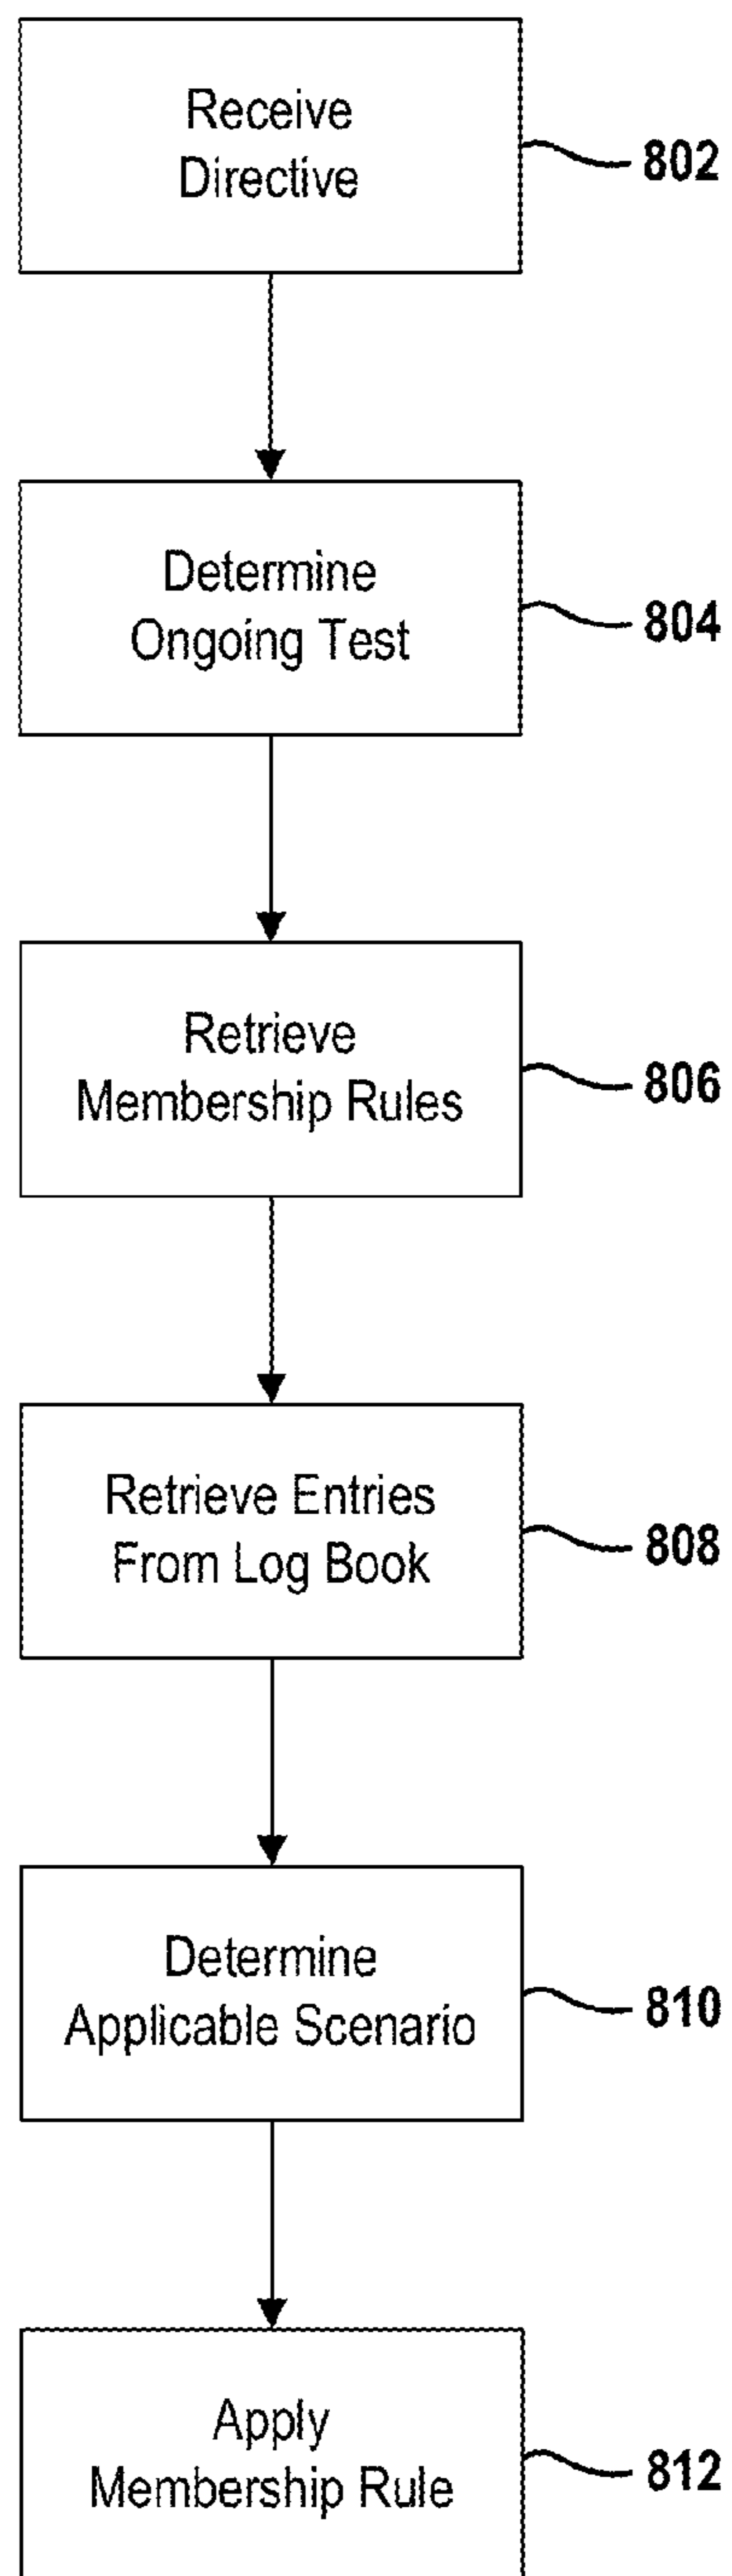 Receive
Directive
802
Determine
Ongoing Test
804
Retrieve
Membership Rules
806
Retrieve Entries
From Log Book
808
Determine
Applicable Scenario
810
Apply
Membership Rule
812